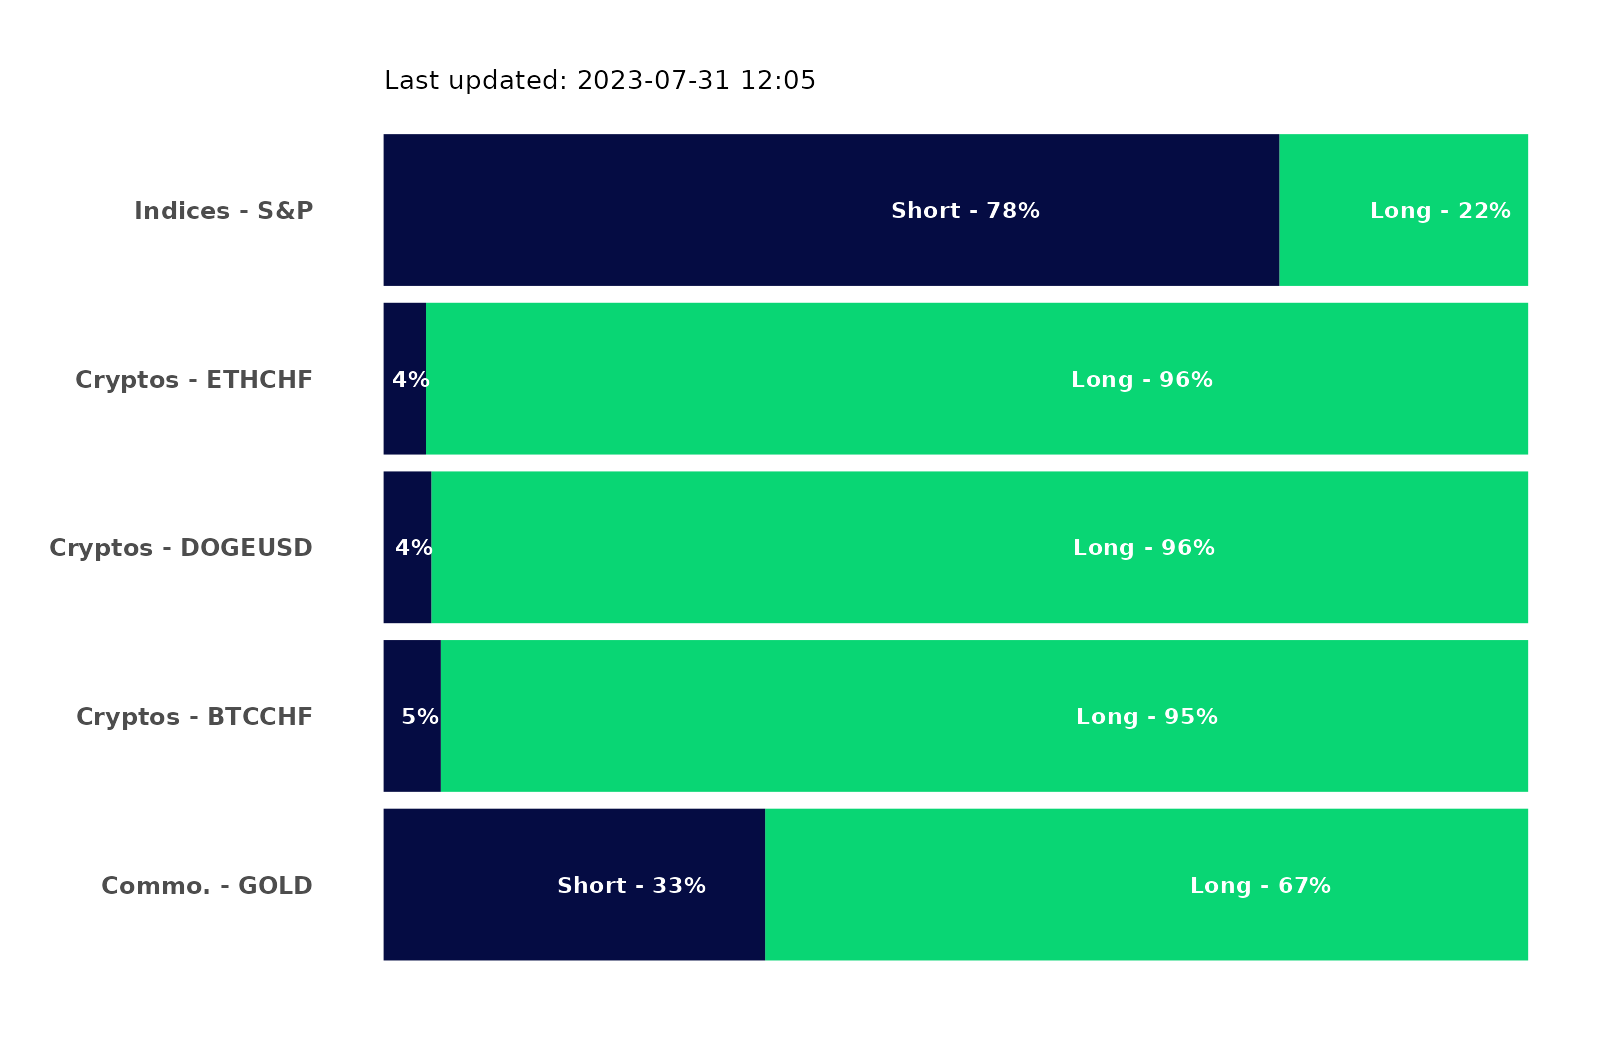 Last updated: 2023-07-31 12:05
Indices - S&P Short - 78% Long - 22%
Cryptos - ETHCHF 4% Long - 96%
Cryptos - DOGEUSD 4% Long - 96%
Cryptos - BTCCHF 5% Long - 95%
Commo. - GOLD Short - 33% Long - 67%